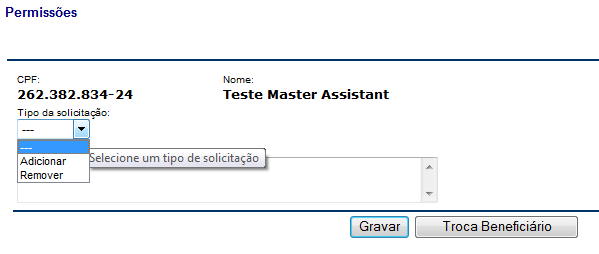 Permissões
CPF: Nome:
262.382.834-24 Teste Master Assistant
Tipo da solicitação:
---
---
Adicionar Selecione um tipo de solicitação
Remover
Gravar Troca Beneficiário